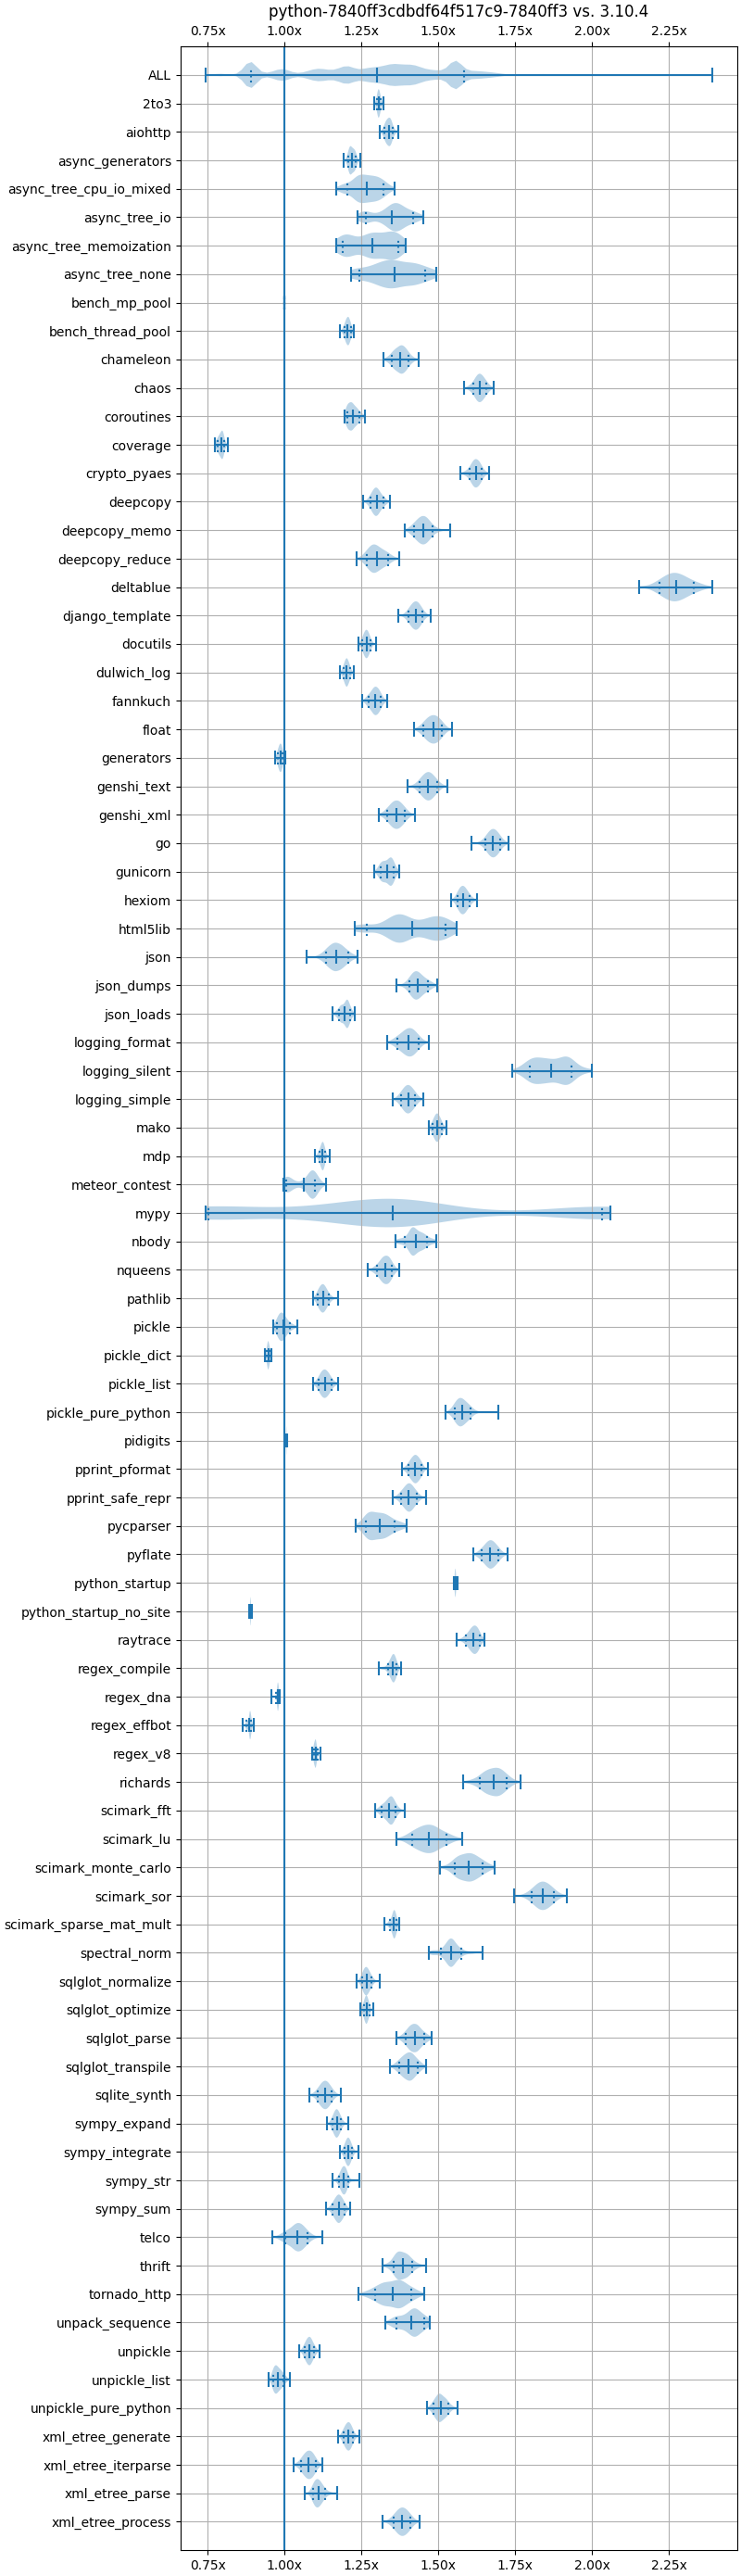 python-7840ff3cdbdf64f517c9-7840ff3 vs. 3.10.4
0.75x 1.00x 1.25x 1.50x 1.75x 2.00x 2.25x
ALL
2to3
aiohttp
async_generators
async_tree_cpu_io_mixed
async_tree_io
async_tree_memoization
async_tree_none
bench_mp_pool
bench_thread_pool
chameleon
chaos
coroutines
coverage
crypto_pyaes
deepcopy
deepcopy_memo
deepcopy_reduce
deltablue
django_template
docutils
dulwich_log
fannkuch
float
generators
genshi_text
genshi_xml
go
gunicorn
hexiom
html5lib
json
json_dumps
json_loads
logging_format
logging_silent
logging_simple
mako
mdp
meteor_contest
mypy
nbody
nqueens
pathlib
pickle
pickle_dict
pickle_list
pickle_pure_python
pidigits
pprint_pformat
pprint_safe_repr
pycparser
pyflate
python_startup
python_startup_no_site
raytrace
regex_compile
regex_dna
regex_effbot
regex_v8
richards
scimark_fft
scimark_lu
scimark_monte_carlo
scimark_sor
scimark_sparse_mat_mult
spectral_norm
sqlglot_normalize
sqlglot_optimize
sqlglot_parse
sqlglot_transpile
sqlite_synth
sympy_expand
sympy_integrate
sympy_str
sympy_sum
telco
thrift
tornado_http
unpack_sequence
unpickle
unpickle_list
unpickle_pure_python
xml_etree_generate
xml_etree_iterparse
xml_etree_parse
xml_etree_process
0.75x 1.00x 1.25x 1.50x 1.75x 2.00x 2.25x